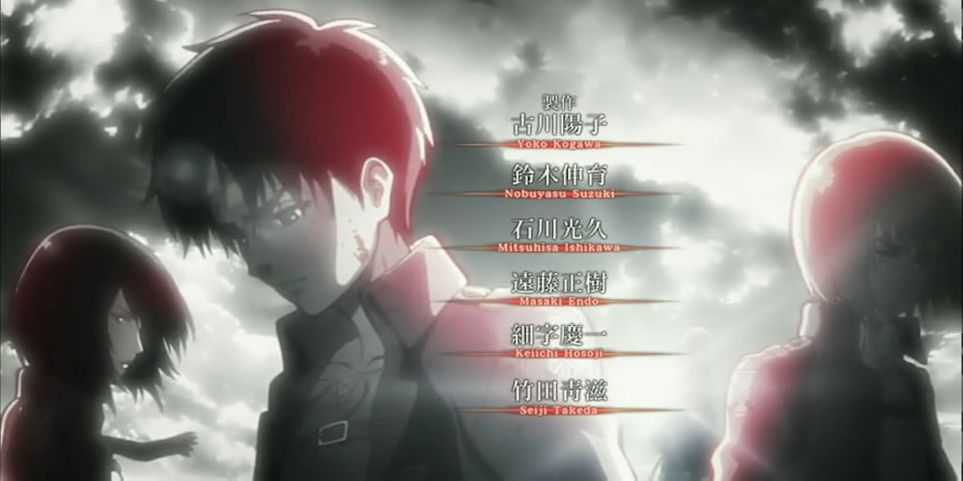 製作
古川陽子
Yoko Kogawa
鈴木伸育
Nobuyasu Suzuki
石川光久
Mitsuhisa Ishikawa
遠藤正樹
Masaki Endo
細字慶一
Keiichi Hosoji
竹田靑滋
Seiji Takeda